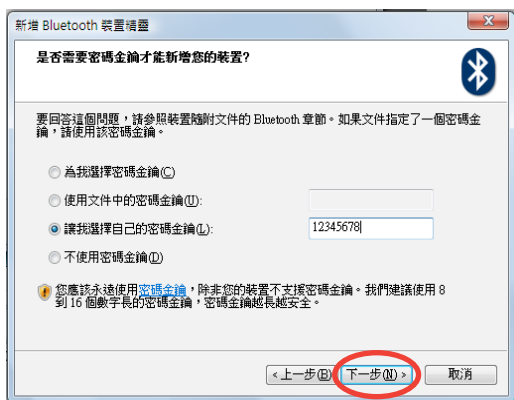 新增 Bluetooth 裝置精靈
是否需要密碼金鑰才能新增您的裝置?
要回答這個問題，請參照裝置隨附文件的 Bluetooth 章節。如果文件指定了一個密碼金
鑰，請使用該密碼金鑰。
為我選擇密碼金鑰(C)
使用文件中的密碼金鑰(U):
讓我選擇自己的密碼金鑰(L): 12345678
不使用密碼金鑰(D)
您應該永遠使用密碼金鑰，除非您的裝置不支援密碼金鑰。我們建議使用 8
到 16 個數字長的密碼金鑰，密碼金鑰越長越安全。
<上一步(B) 下一步(N)> 取消